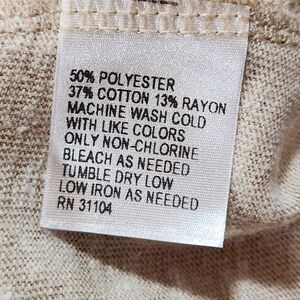 50% POLYESTER
37% COTTON 13% RAYON
MACHINE WASH COLD
WITH LIKE COLORS
ONLY NON-CHLORINE
BLEACH AS NEEDED
TUMBLE DRY LOW
LOW IRON AS NEEDED
RN 31104